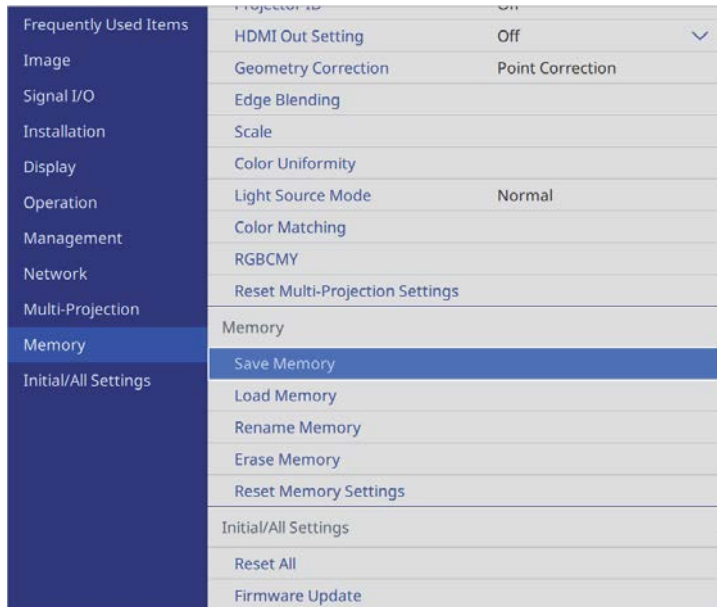 Frequently Used Items
Image
Signal I/O
Installation
Display
Operation
Management
Network
Multi-Projection
Memory
Initial/All Settings
Projector ID Off
HDMI Out Setting Off
Geometry Correction Point Correction
Edge Blending
Scale
Color Uniformity
Light Source Mode Normal
Color Matching
RGBCMY
Reset Multi-Projection Settings
Memory
Save Memory
Load Memory
Rename Memory
Erase Memory
Reset Memory Settings
Initial/All Settings
Reset All
Firmware Update